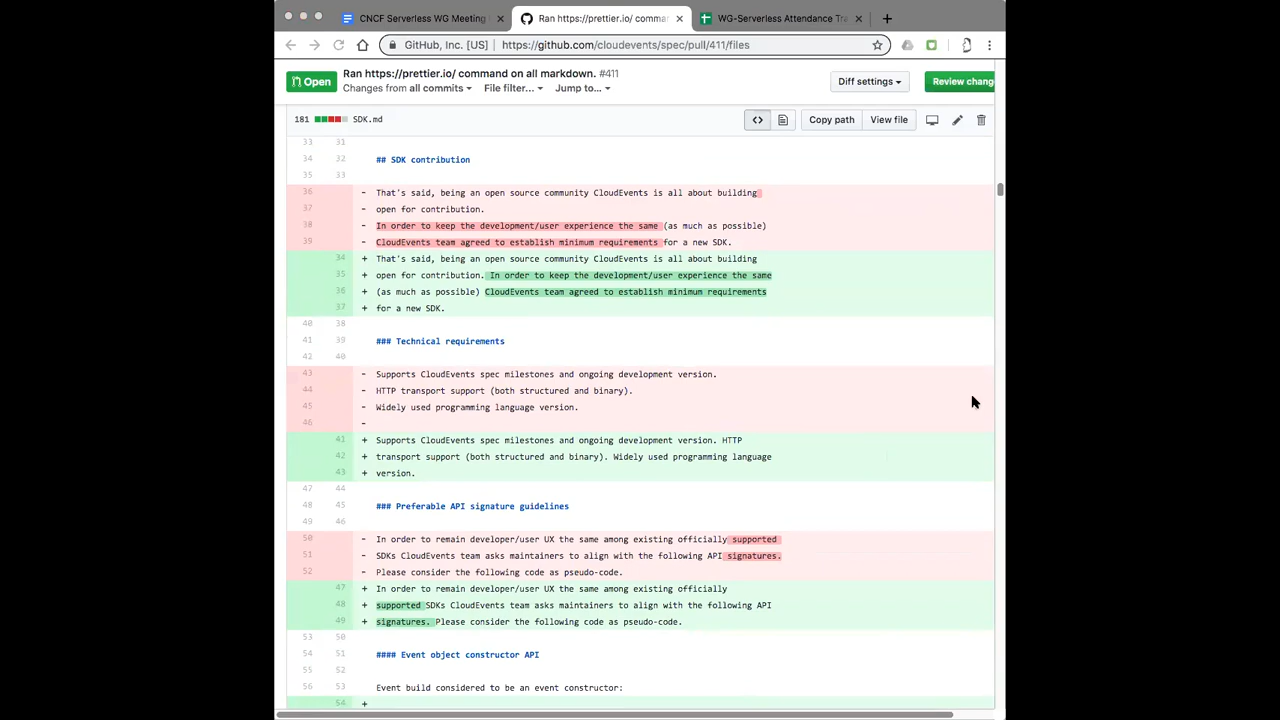 CNCF Serverless WG Meeting
Ran https://prettier.io/ comma
WG-Serverless Attendance Tra
GitHub, Inc. [US] https://github.com/cloudevents/spec/pull/411/files
Open
Ran https://prettier.io/ command on all markdown. #411
Changes from all commits File filter... Jump to...
Diff settings
Review chang
181 SDK.md
Copy path View file
33 31
34 32 ## SDK contribution
35 33
36 - That's said, being an open source community CloudEvents is all about building
37 - open for contribution.
38 - In order to keep the development/user experience the same (as much as possible)
39 - CloudEvents team agreed to establish minimum requirements for a new SDK.
34 + That's said, being an open source community CloudEvents is all about building
35 + open for contribution. In order to keep the development/user experience the same
36 + (as much as possible) CloudEvents team agreed to establish minimum requirements
37 + for a new SDK.
40 38
41 39 ### Technical requirements
42 40
43 - Supports CloudEvents spec milestones and ongoing development version.
44 - HTTP transport support (both structured and binary).
45 - Widely used programming language version.
46 -
41 + Supports CloudEvents spec milestones and ongoing development version. HTTP
42 + transport support (both structured and binary). Widely used programming language
43 + version.
47 44
48 45 ### Preferable API signature guidelines
49 46
50 - In order to remain developer/user UX the same among existing officially supported
51 - SDKs CloudEvents team asks maintainers to align with the following API signatures.
52 - Please consider the following code as pseudo-code.
47 + In order to remain developer/user UX the same among existing officially
48 + supported SDKs CloudEvents team asks maintainers to align with the following API
49 + signatures. Please consider the following code as pseudo-code.
53 50
54 51 #### Event object constructor API
55 52
56 53 Event build considered to be an event constructor:
54 +